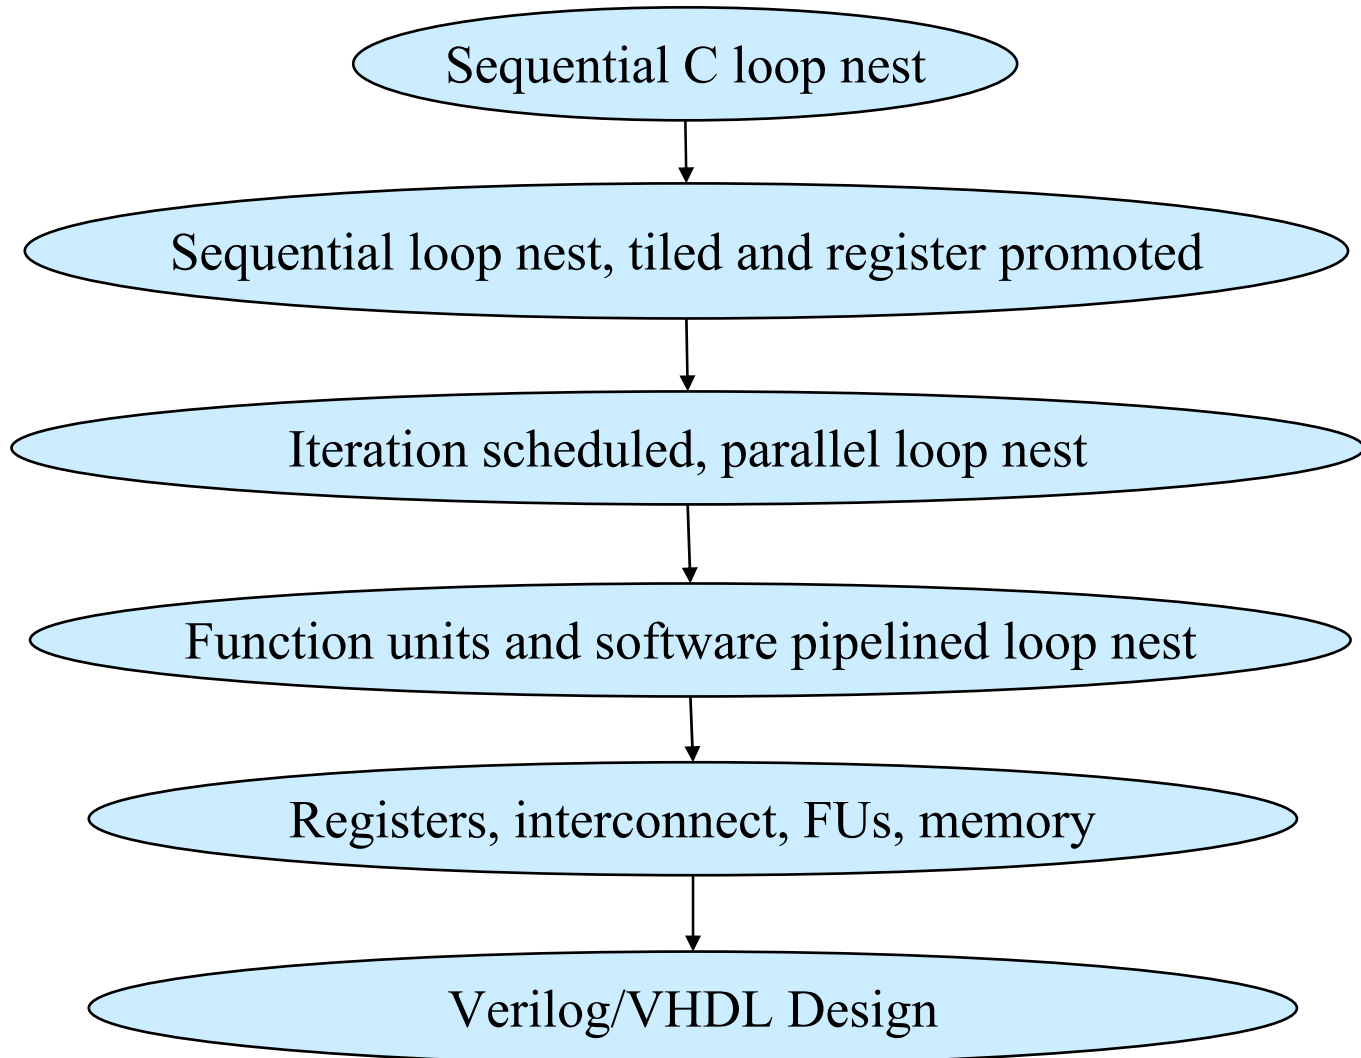 Sequential C loop nest
Sequential loop nest, tiled and register promoted
Iteration scheduled, parallel loop nest
Function units and software pipelined loop nest
Registers, interconnect, FUs, memory
Verilog/VHDL Design